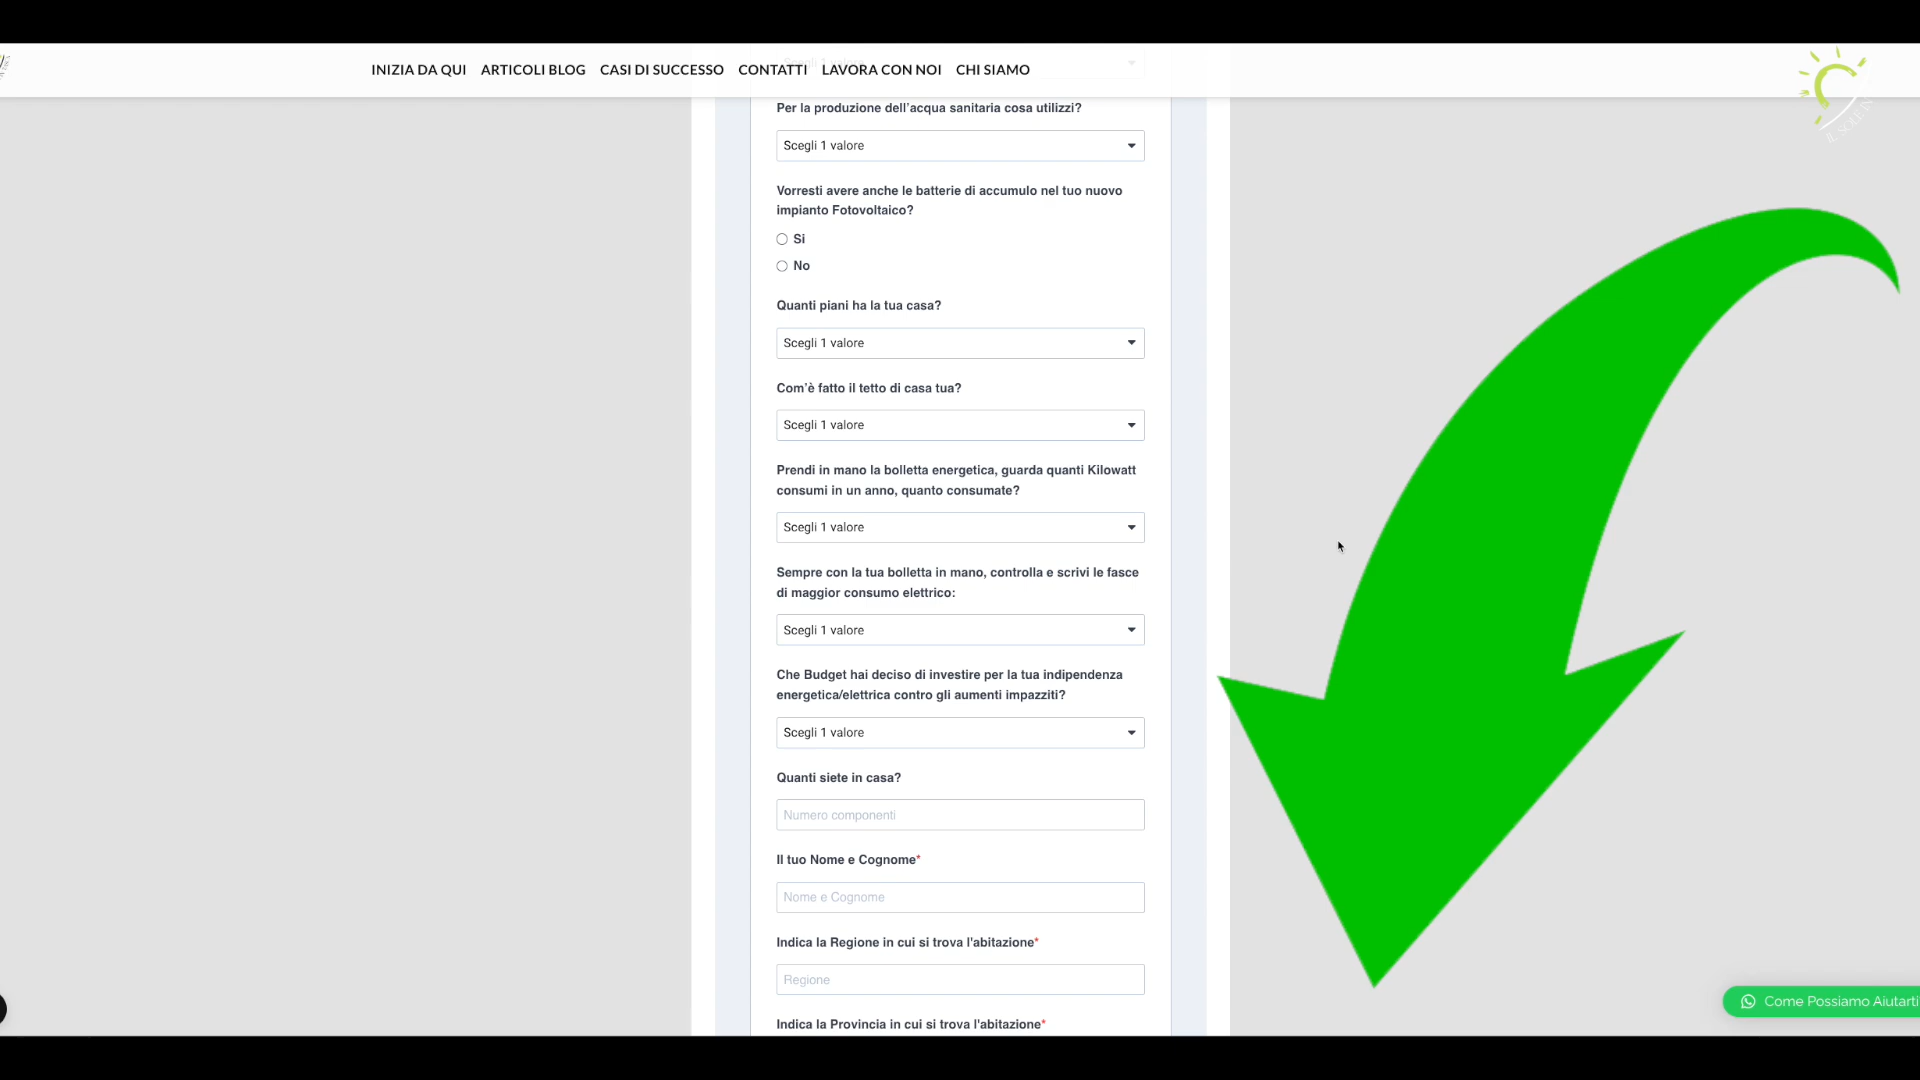 INIZIA DA QUI ARTICOLI BLOG CASI DI SUCCESSO CONTATTI LAVORA CON NOI CHI SIAMO
Per la produzione dell'acqua sanitaria cosa utilizzi?
Scegli 1 valore
Vorresti avere anche le batterie di accumulo nel tuo nuovo
impianto Fotovoltaico?
Si
No
Quanti piani ha la tua casa?
Scegli 1 valore
Com'è fatto il tetto di casa tua?
Scegli 1 valore
Prendi in mano la bolletta energetica, guarda quanti Kilowatt
consumi in un anno, quanto consumate?
Scegli 1 valore
Sempre con la tua bolletta in mano, controlla e scrivi le fasce
di maggior consumo elettrico:
Scegli 1 valore
Che Budget hai deciso di investire per la tua indipendenza
energetica/elettrica contro gli aumenti impazziti?
Scegli 1 valore
Quanti siete in casa?
Numero componenti
Il tuo Nome e Cognome*
Nome e Cognome
Indica la Regione in cui si trova l'abitazione*
Regione
Indica la Provincia in cui si trova l'abitazione*
Come Possiamo Aiutarti
IL SOLE IN